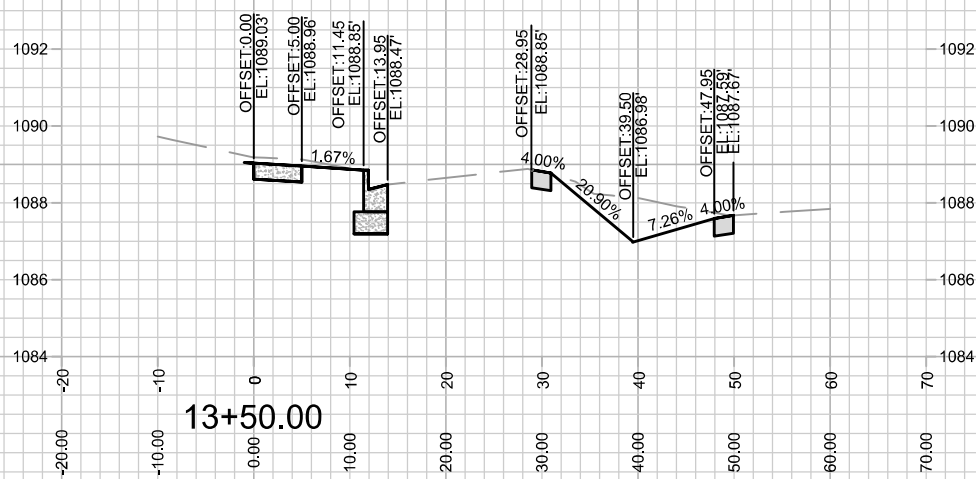 OFFSET:0.00
EL:1089.03'
OFFSET:5.00
EL:1088.96'
OFFSET:11.45
EL:1088.85'
OFFSET:13.95
EL:1088.47'
OFFSET:28.95
EL:1088.85'
OFFSET:39.50
EL:1086.98'
OFFSET:47.95
EL:1087.59'
EL:1087.67'
1092 1092
1090 1090
1088 1088
1086 1086
1084 1084
1.67%
4.00%
20.90%
7.26%
4.00%
-20 -10 0 10 20 30 40 50 60 70
13+50.00
-20.00 -10.00 0.00 10.00 20.00 30.00 40.00 50.00 60.00 70.00